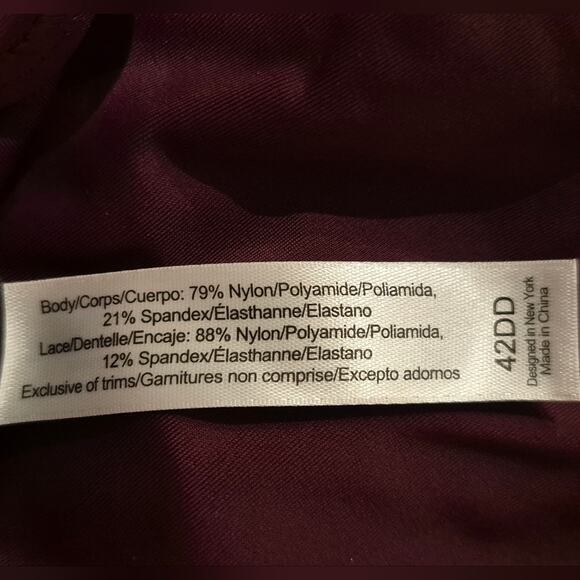 Body/Corps/Cuerpo: 79% Nylon/Polyamide/Poliamida,
21% Spandex/Élasthanne/Elastano
Lace/Dentelle/Encaje: 88% Nylon/Polyamide/Poliamida,
12% Spandex/Élasthanne/Elastano
Exclusive of trims/Garnitures non comprise/Excepto adornos
42DD
Designed in New York
Made in China